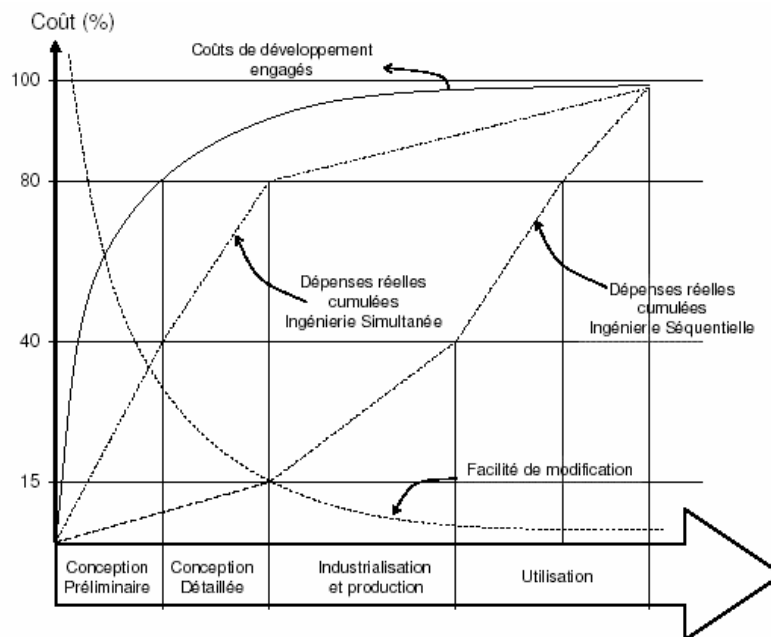 Coût (%)
Coûts de développement
engagés
100
80
Dépenses réelles
cumulées
Ingénierie Simultanée
Dépenses réelles
cumulées
Ingénierie Séquentielle
40
15
Facilité de modification
Conception
Préliminaire
Conception
Détaillée
Industrialisation
et production
Utilisation